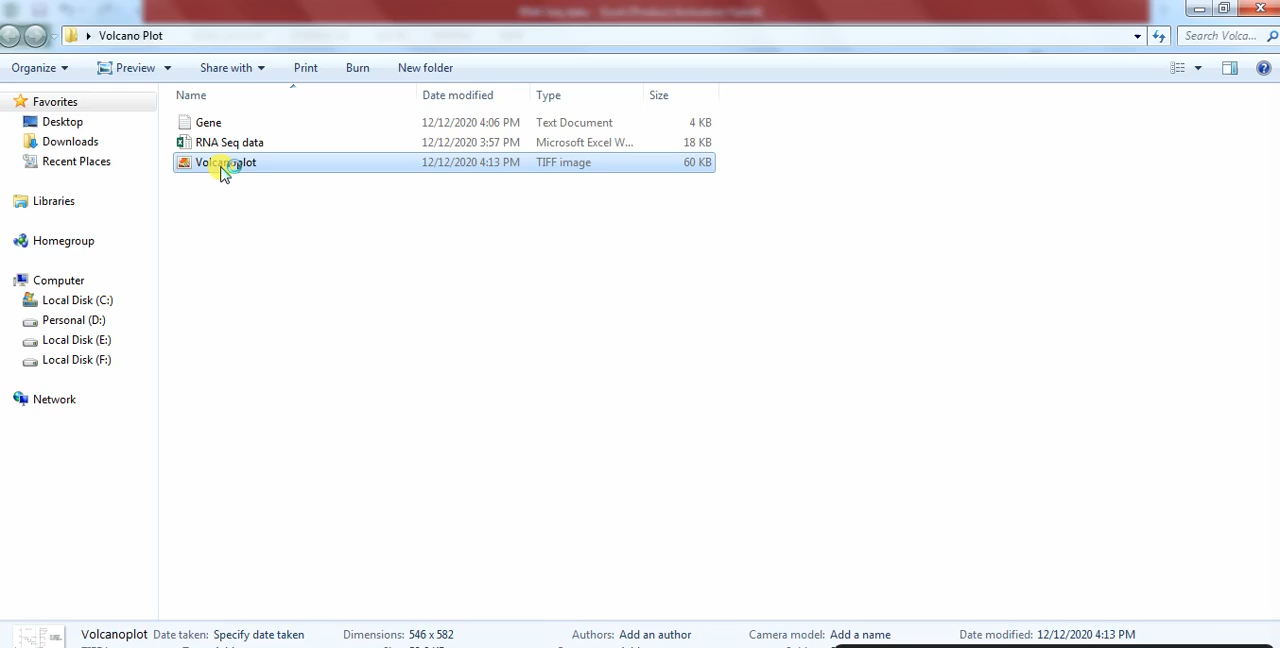 Volcano Plot
Search Volca...
Organize
Preview
Share with
Print
Burn
New folder
Name
Date modified
Type
Size
Favorites
Desktop
Downloads
Recent Places
Libraries
Homegroup
Computer
Local Disk (C:)
Personal (D:)
Local Disk (E:)
Local Disk (F:)
Network
Gene 12/12/2020 4:06 PM Text Document 4 KB
RNA Seq data 12/12/2020 3:57 PM Microsoft Excel W... 18 KB
Volcanoplot 12/12/2020 4:13 PM TIFF image 60 KB
Volcanoplot Date taken: Specify date taken Dimensions: 546 x 582 Authors: Add an author Camera model: Add a name Date modified: 12/12/2020 4:13 PM